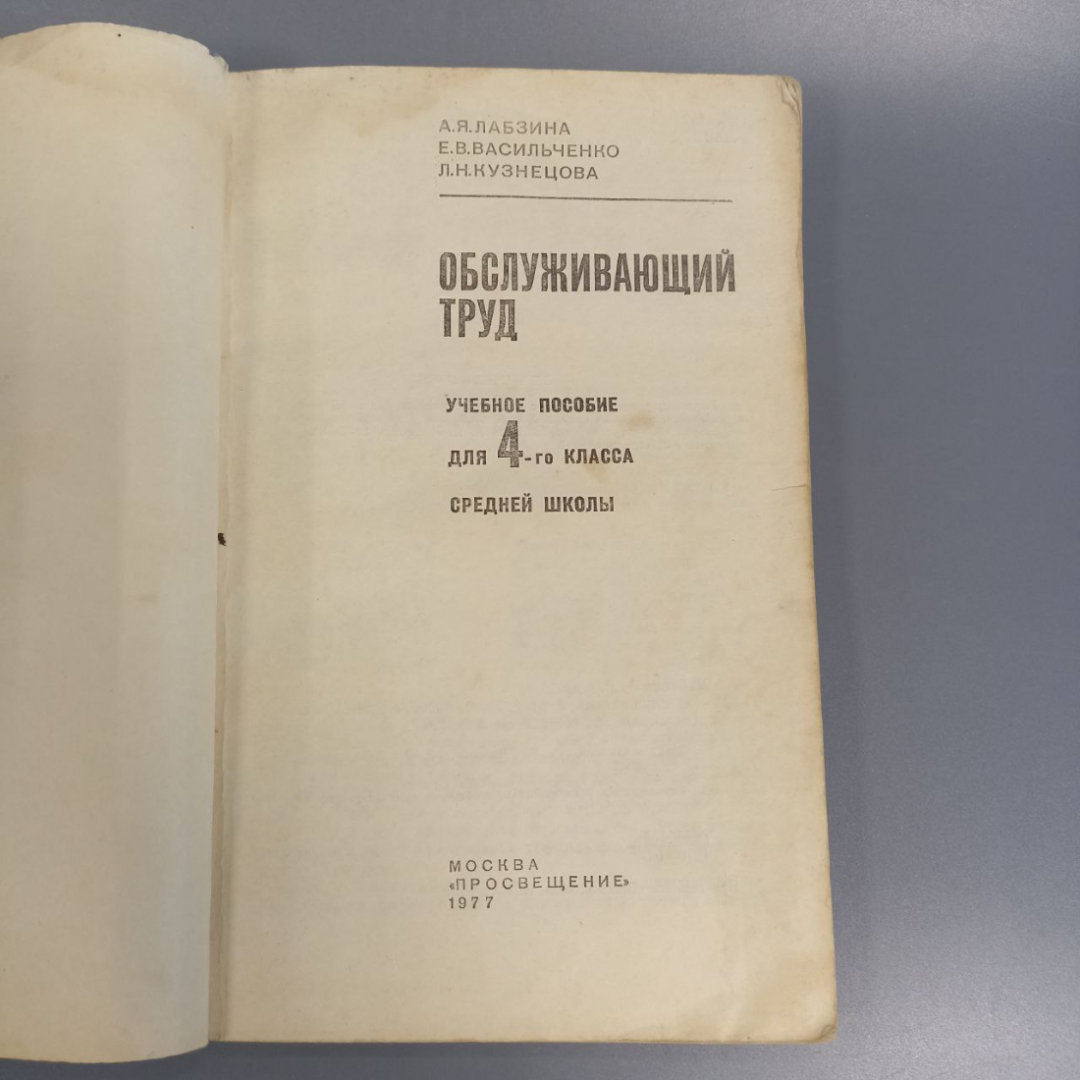 А.Я.ЛАБЗИНА
Е.В.ВАСИЛЬЧЕНКО
Л.Н.КУЗНЕЦОВА
ОБСЛУЖИВАЮЩИЙ
ТРУД
УЧЕБНОЕ ПОСОБИЕ
ДЛЯ 4-го КЛАССА
СРЕДНЕЙ ШКОЛЫ
МОСКВА
«ПРОСВЕЩЕНИЕ»
1977